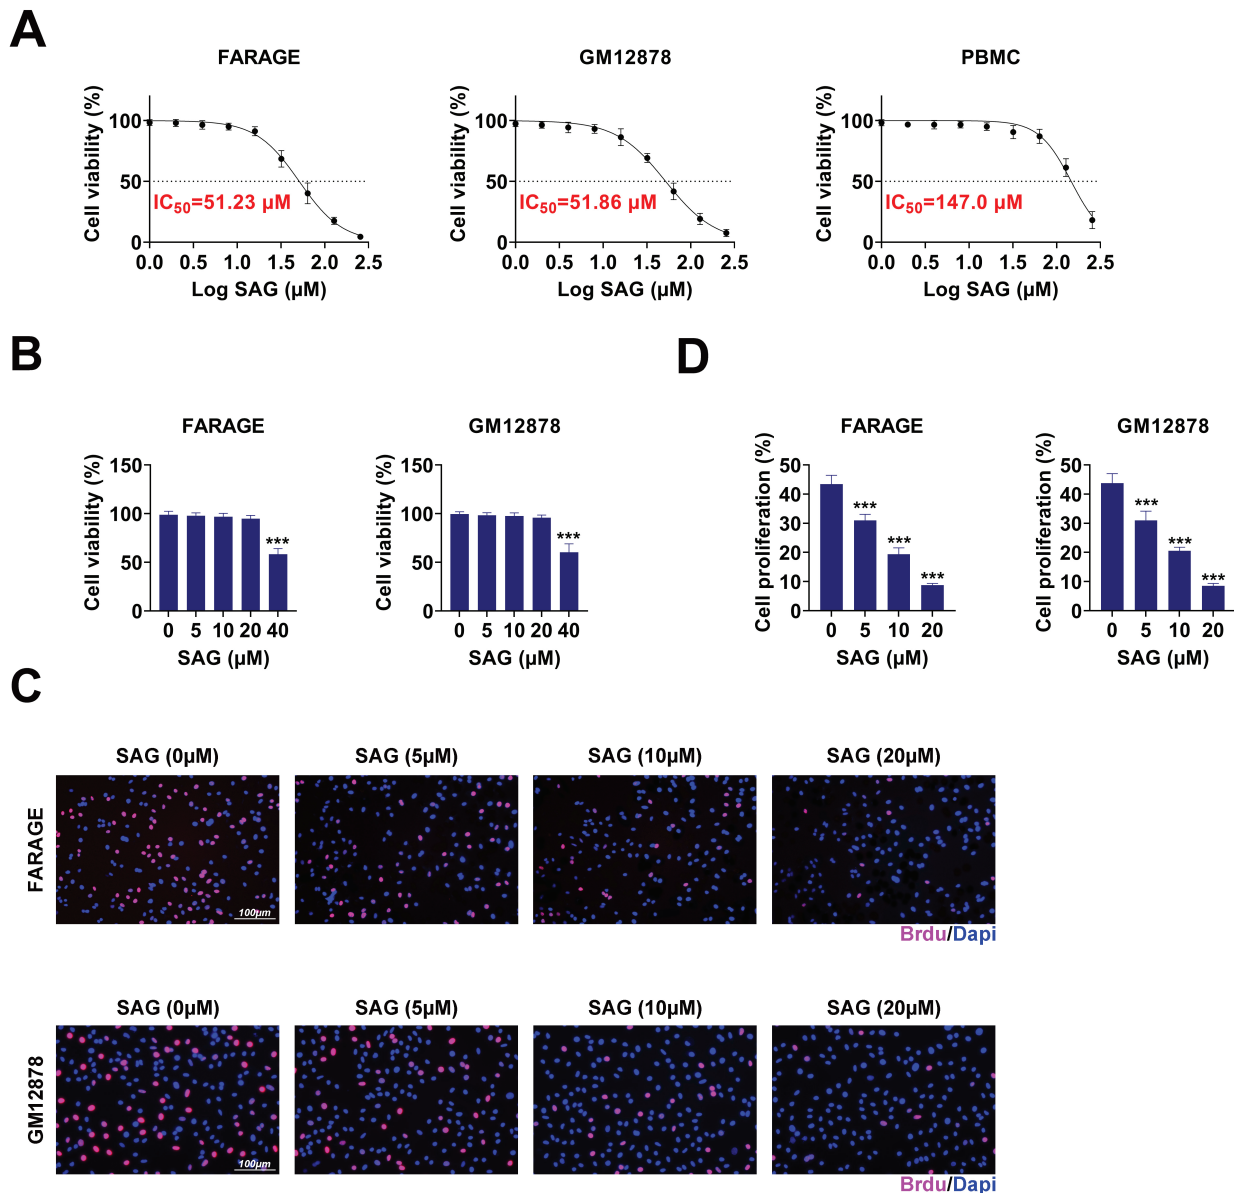 A
FARAGE
GM12878
PBMC
Cell viability (%)
100
50
0
IC50=51.23 µM
0.0 0.5 1.0 1.5 2.0 2.5
Log SAG (µM)
Cell viability (%)
100
50
0
IC50=51.86 µM
0.0 0.5 1.0 1.5 2.0 2.5
Log SAG (µM)
Cell viability (%)
100
50
0
IC50=147.0 µM
0.0 0.5 1.0 1.5 2.0 2.5
Log SAG (µM)
B
FARAGE
Cell viability (%)
150
100
50
0
***
0 5 10 20 40
SAG (µM)
GM12878
Cell viability (%)
150
100
50
0
***
0 5 10 20 40
SAG (µM)
D
FARAGE
Cell proliferation (%)
50
40
30
20
10
0
***
***
***
0 5 10 20
SAG (µM)
GM12878
Cell proliferation (%)
50
40
30
20
10
0
***
***
***
0 5 10 20
SAG (µM)
C
SAG (0µM) SAG (5µM) SAG (10µM) SAG (20µM)
FARAGE
100µm
Brdu/Dapi
SAG (0µM) SAG (5µM) SAG (10µM) SAG (20µM)
GM12878
100µm
Brdu/Dapi